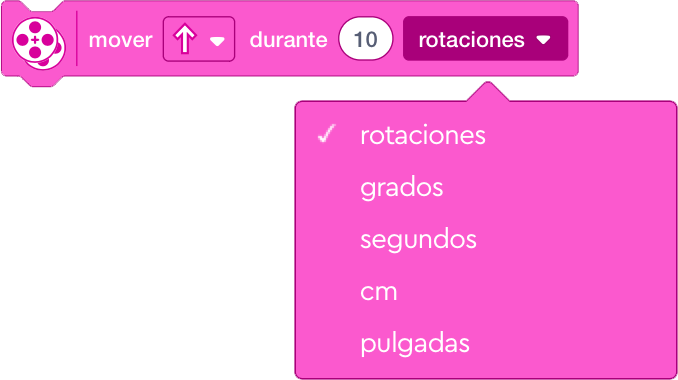 mover durante 10 rotaciones
rotaciones
grados
segundos
cm
pulgadas